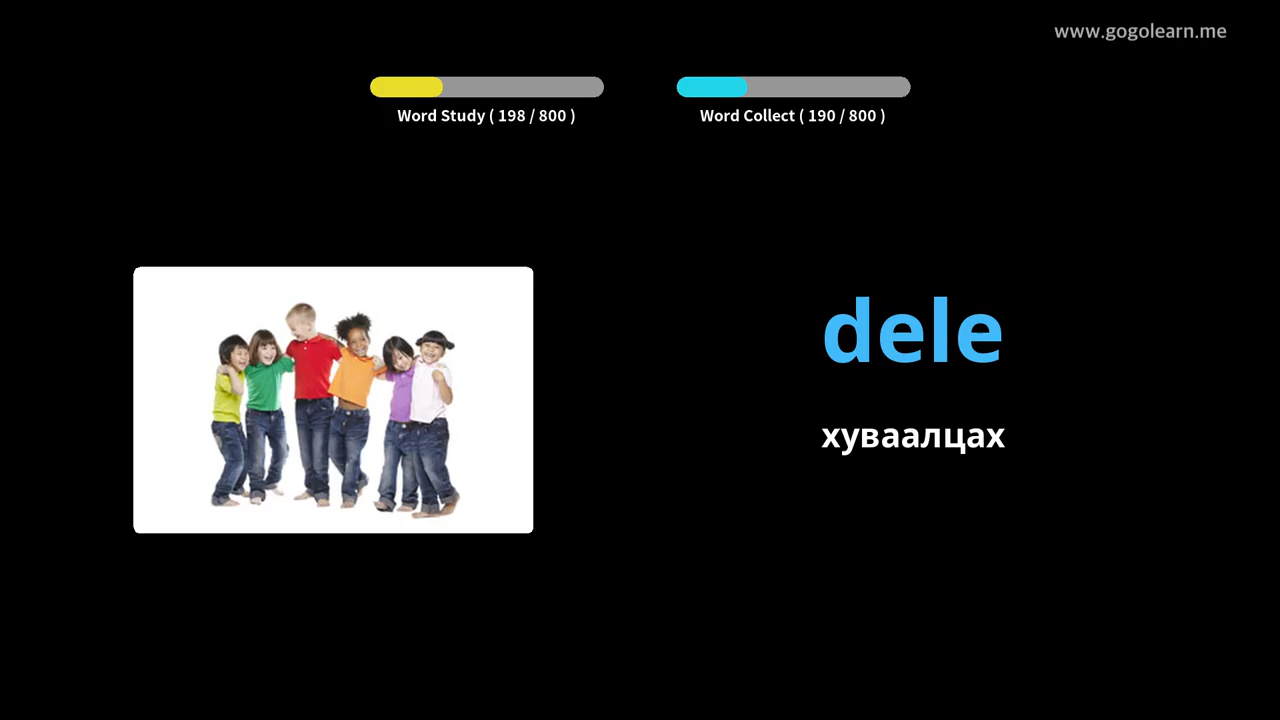 www.gogolearn.me
Word Study ( 198 / 800 )
Word Collect ( 190 / 800 )
dele
хуваалцах